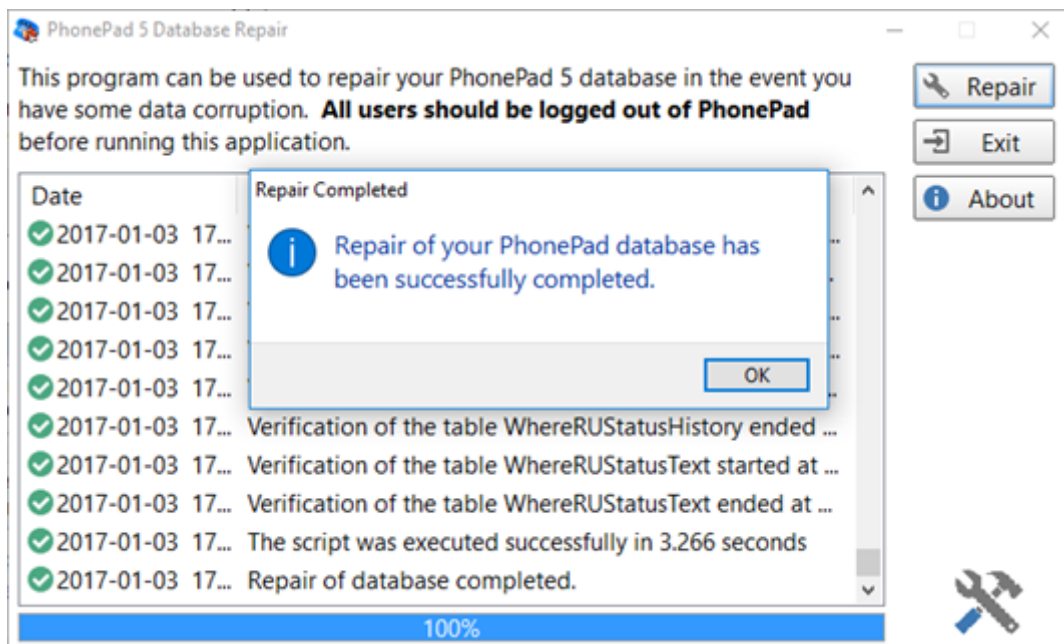 PhonePad 5 Database Repair
This program can be used to repair your PhonePad 5 database in the event you
have some data corruption. All users should be logged out of PhonePad
before running this application.
Repair
Exit
About
Date
Repair Completed
Repair of your PhonePad database has
been successfully completed.
OK
2017-01-03 17...
2017-01-03 17...
2017-01-03 17...
2017-01-03 17...
2017-01-03 17...
2017-01-03 17... Verification of the table WhereRUStatusHistory ended ...
2017-01-03 17... Verification of the table WhereRUStatusText started at ...
2017-01-03 17... Verification of the table WhereRUStatusText ended at ...
2017-01-03 17... The script was executed successfully in 3.266 seconds
2017-01-03 17... Repair of database completed.
100%